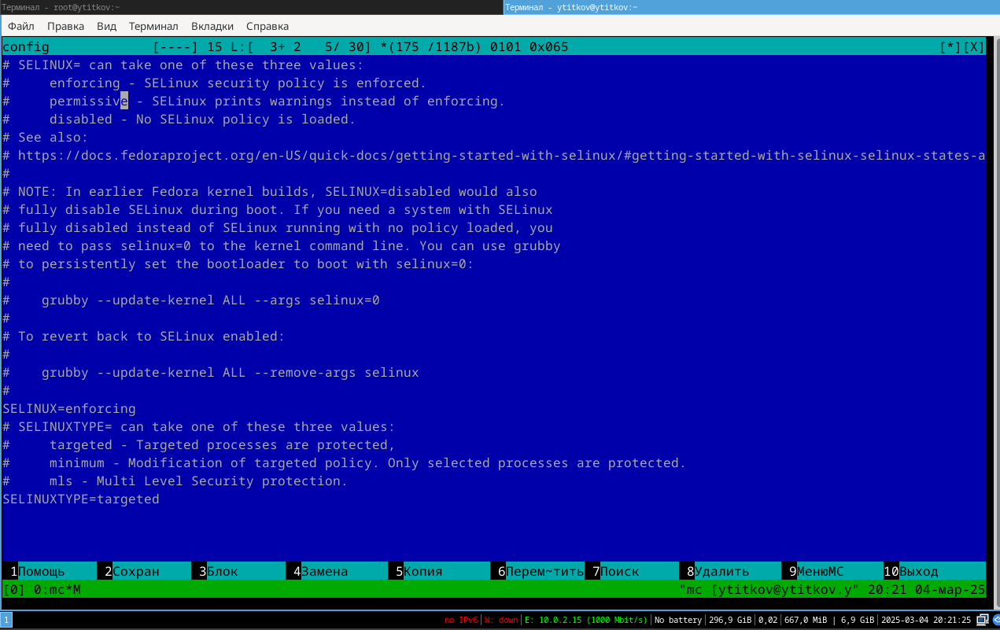 Терминал - root@ytitkov:~
Терминал - ytitkov@ytitkov:~
Файл Правка Вид Терминал Вкладки Справка
config [----] 15 L:[ 3+ 2 5/ 30] *(175 /1187b) 0101 0x065 [*][X]
# SELINUX= can take one of these three values:
# enforcing - SELinux security policy is enforced.
# permissive - SELinux prints warnings instead of enforcing.
# disabled - No SELinux policy is loaded.
# See also:
# https://docs.fedoraproject.org/en-US/quick-docs/getting-started-with-selinux/#getting-started-with-selinux-selinux-states-a
#
# NOTE: In earlier Fedora kernel builds, SELINUX=disabled would also
# fully disable SELinux during boot. If you need a system with SELinux
# fully disabled instead of SELinux running with no policy loaded, you
# need to pass selinux=0 to the kernel command line. You can use grubby
# to persistently set the bootloader to boot with selinux=0:
#
# grubby --update-kernel ALL --args selinux=0
#
# To revert back to SELinux enabled:
#
# grubby --update-kernel ALL --remove-args selinux
#
SELINUX=enforcing
# SELINUXTYPE= can take one of these three values:
# targeted - Targeted processes are protected,
# minimum - Modification of targeted policy. Only selected processes are protected.
# mls - Multi Level Security protection.
SELINUXTYPE=targeted
1Помощь 2Сохран 3Блок 4Замена 5Копия 6Перем~тить 7Поиск 8Удалить 9МенюMC 10Выход
[0] 0:mc*M "mc [ytitkov@ytitkov.y" 20:21 04-мар-25
1 no IPv6 | W: down | E: 10.0.2.15 (1000 Mbit/s) | No battery | 296,9 GiB | 0,02 | 667,0 MiB | 6,9 GiB | 2025-03-04 20:21:25